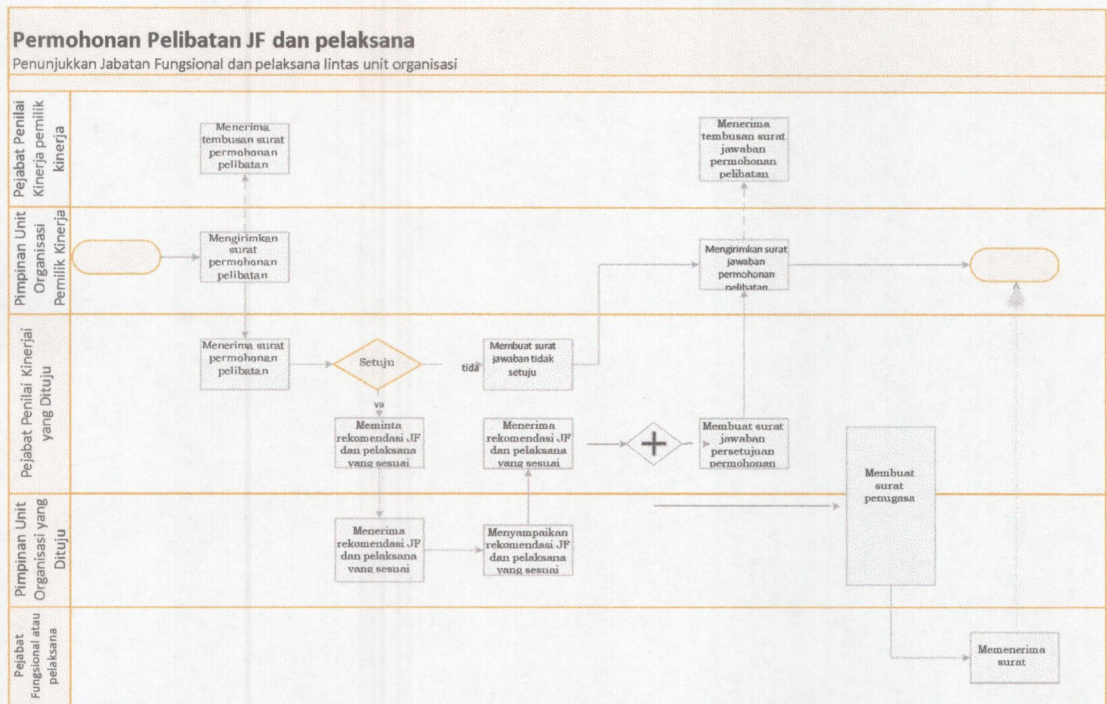 Permohonan Pelibatan JF dan pelaksana
Penunjukkan Jabatan Fungsional dan pelaksana lintas unit organisasi
Pejabat Penilai
Kinerja pemilik
kinerja
Menerima
tembusan surat
permohonan
pelibatan
Menerima
tembusan surat
jawaban
permohonan
pelibatan
Pimpinan Unit
Organisasi
Pemilik Kinerja
Mengirimkan
surat
permohonan
pelibatan
Mengirimkan surat
jawaban
permohonan
pelibatan
Pejabat Penilai Kinerjai
yang Dituju
Menerima surat
permohonan
pelibatan
Setuju
tida
ya
Membuat surat
jawaban tidak
setuju
Meminta
rekomendasi JF
dan pelaksana
yang sesuai
Menerima
rekomendasi JF
dan pelaksana
yang sesuai
Membuat surat
jawaban
persetujuan
permohonan
Membuat
surat
penugasa
Pimpinan Unit
Organisasi yang
Dituju
Menerima
rekomendasi JF
dan pelaksana
yang sesuai
Menyampaikan
rekomendasi JF
dan pelaksana
yang sesuai
Pejabat
Fungsional atau
pelaksana
Memenerima
surat